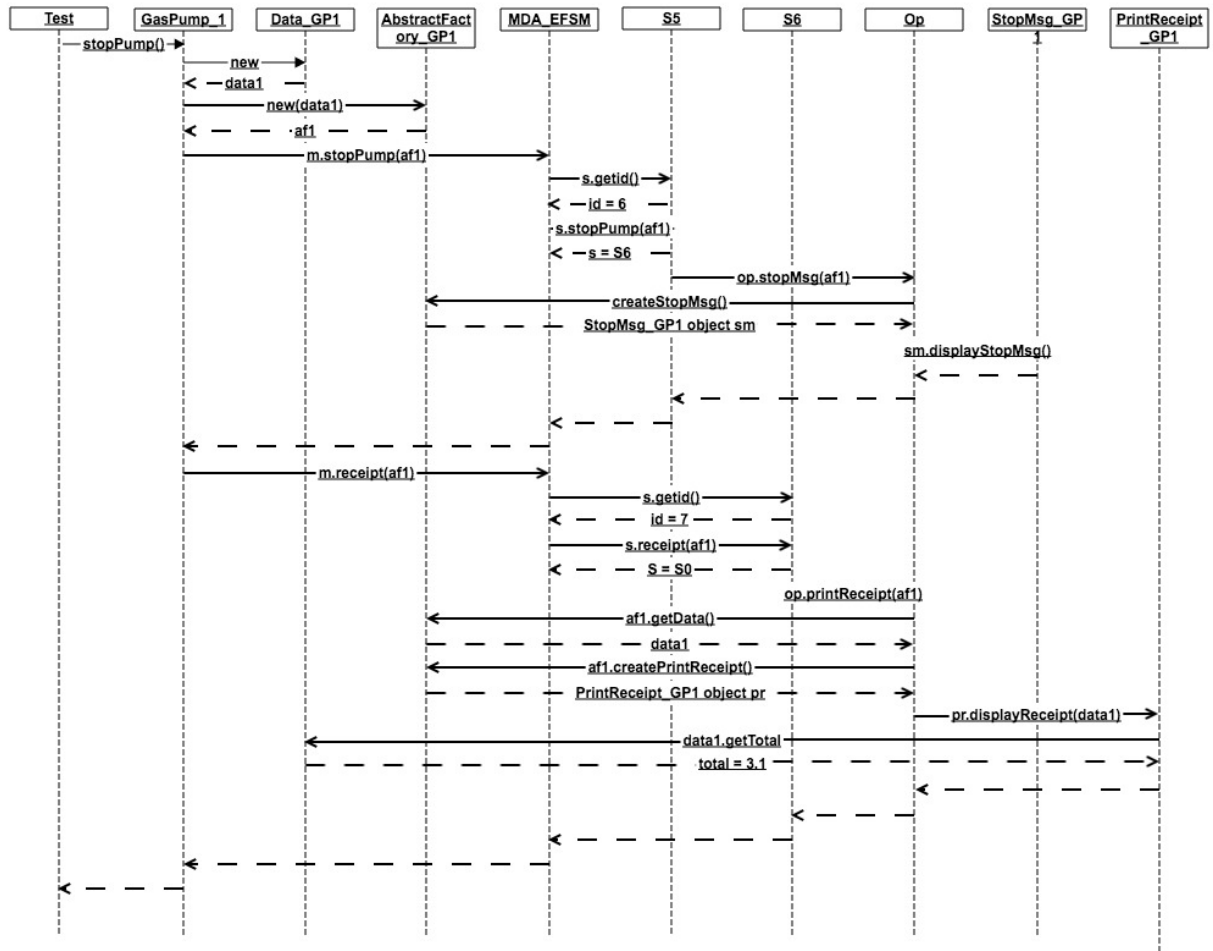 Test
GasPump_1
Data_GP1
AbstractFact
ory_GP1
MDA_EFSM
S5
S6
Op
StopMsg_GP
1
PrintReceipt
_GP1
stopPump()
new
data1
new(data1)
af1
m.stopPump(af1)
s.getid()
id = 6
s.stopPump(af1)
s = S6
op.stopMsg(af1)
createStopMsg()
StopMsg_GP1 object sm
sm.displayStopMsg()
m.receipt(af1)
s.getid()
id = 7
s.receipt(af1)
S = S0
op.printReceipt(af1)
af1.getData()
data1
af1.createPrintReceipt()
PrintReceipt_GP1 object pr
pr.displayReceipt(data1)
data1.getTotal
total = 3.1